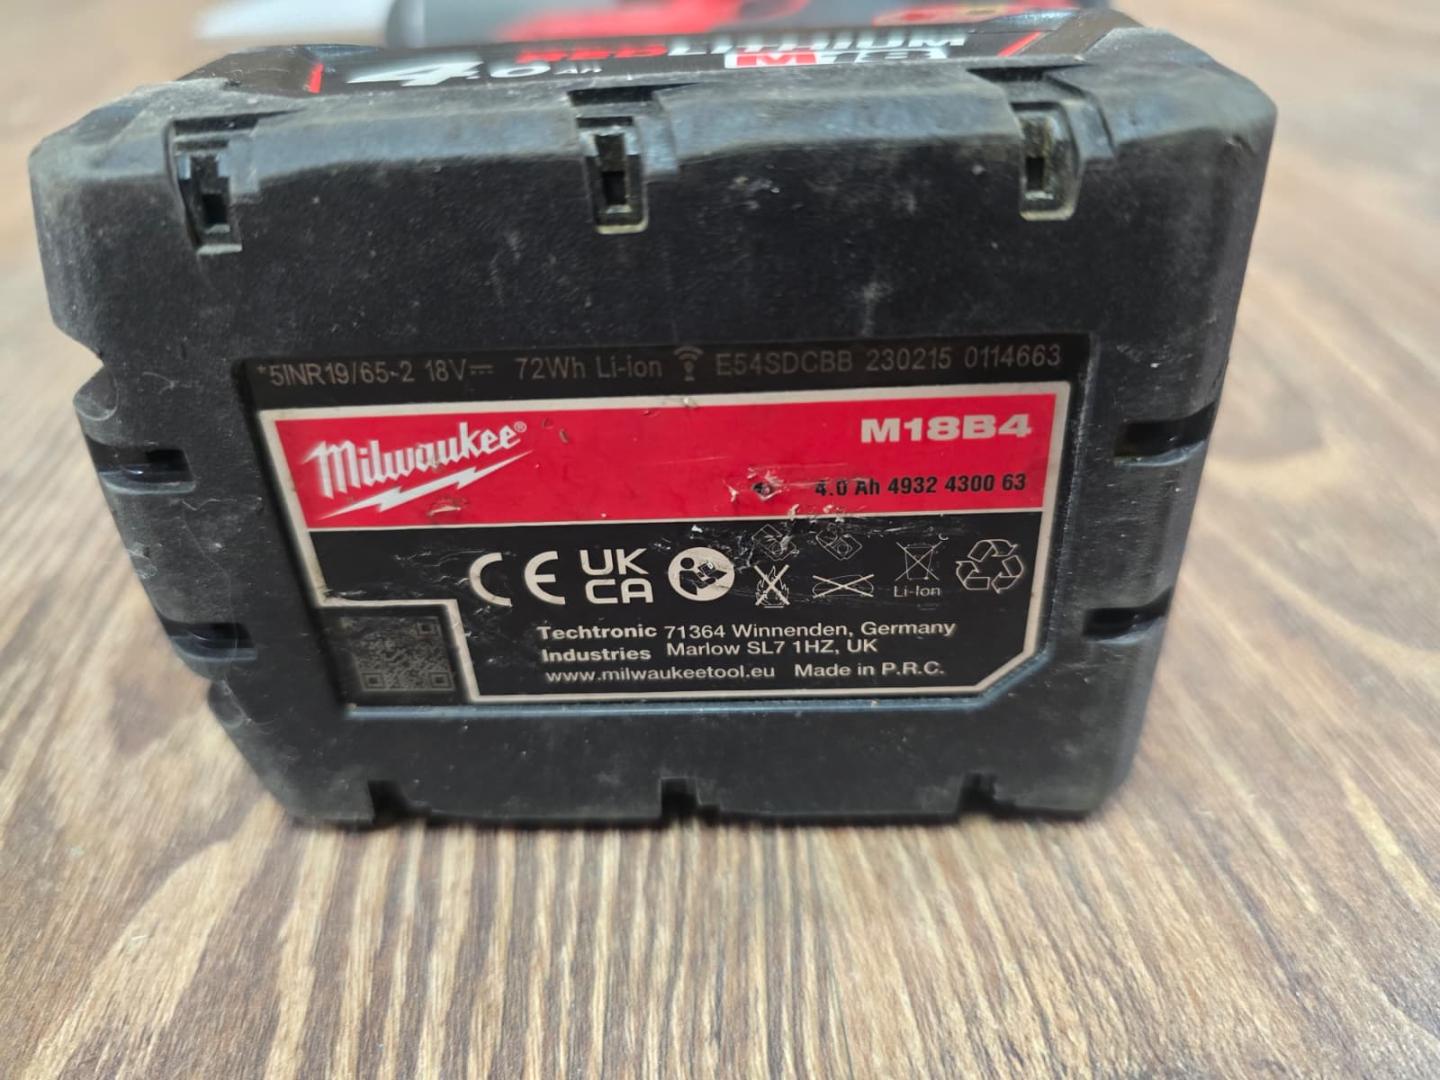 4.0 Ah REDLITHIUM
*5INR19/65-2 18V 72Wh Li-ion E54SDCBB 230215 0114663
Milwaukee® M18B4
4.0 Ah 4932 4300 63
CE UK CA
Li-Ion
Techtronic 71364 Winnenden, Germany
Industries Marlow SL7 1HZ, UK
www.milwaukeetool.eu Made in P.R.C.